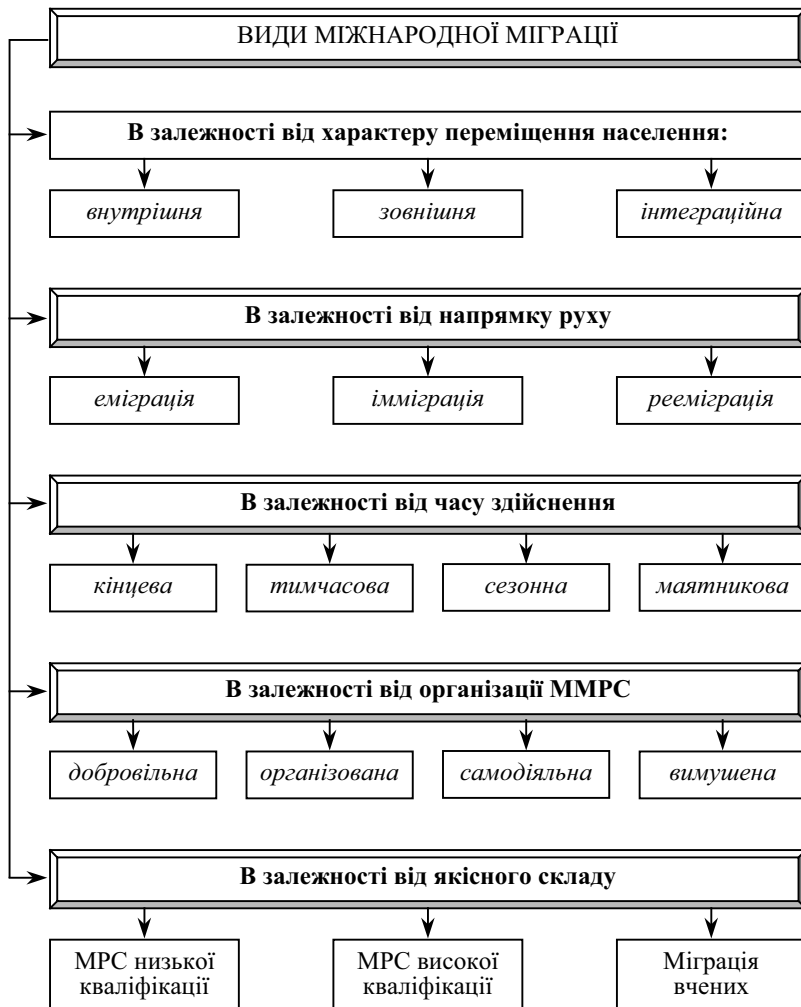 ВИДИ МІЖНАРОДНОЇ МІГРАЦІЇ
В залежності від характеру переміщення населення:
внутрішня
зовнішня
інтеграційна
В залежності від напрямку руху
еміграція
імміграція
рееміграція
В залежності від часу здійснення
кінцева
тимчасова
сезонна
маятникова
В залежності від організації ММРС
добровільна
організована
самодіяльна
вимушена
В залежності від якісного складу
МРС низької
кваліфікації
МРС високої
кваліфікації
Міграція
вчених